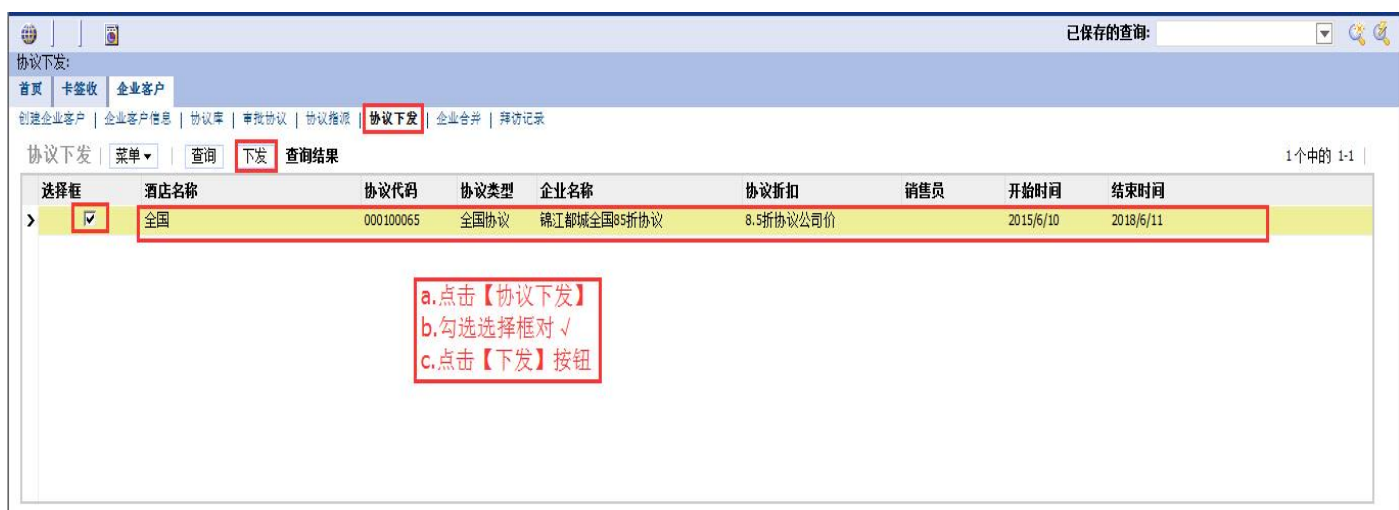 已保存的查询:
协议下发:
首页 卡签收 企业客户
创建企业客户 | 企业客户信息 | 协议库 | 审批协议 | 协议指派 | 协议下发 | 企业合并 | 拜访记录
协议下发 | 菜单 | 查询 下发 查询结果 1个中的 1-1
选择框 酒店名称 协议代码 协议类型 企业名称 协议折扣 销售员 开始时间 结束时间
全国 000100065 全国协议 锦江都城全国85折协议 8.5折协议公司价 2015/6/10 2018/6/11
a.点击【协议下发】
b.勾选选择框对√
c.点击【下发】按钮